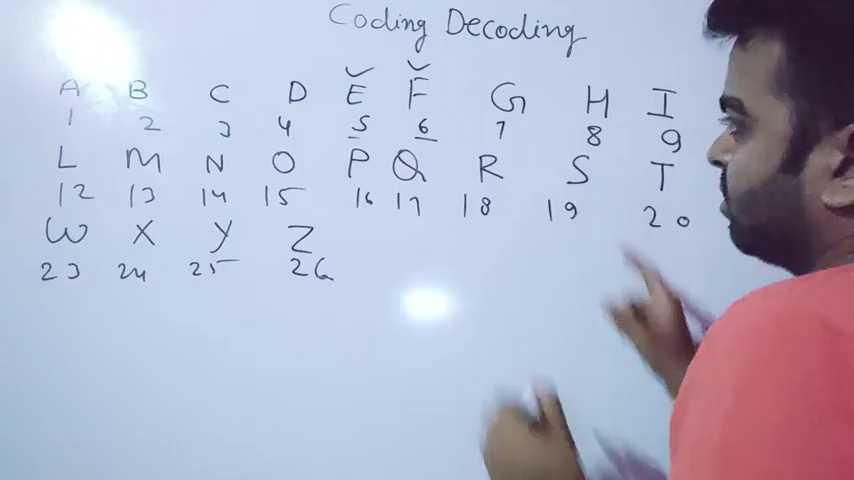 Coding Decoding
A B C D E F G H I
1 2 3 4 5 6 7 8 9
L M N O P Q R S T
12 13 14 15 16 17 18 19 20
W X Y Z
23 24 25 26